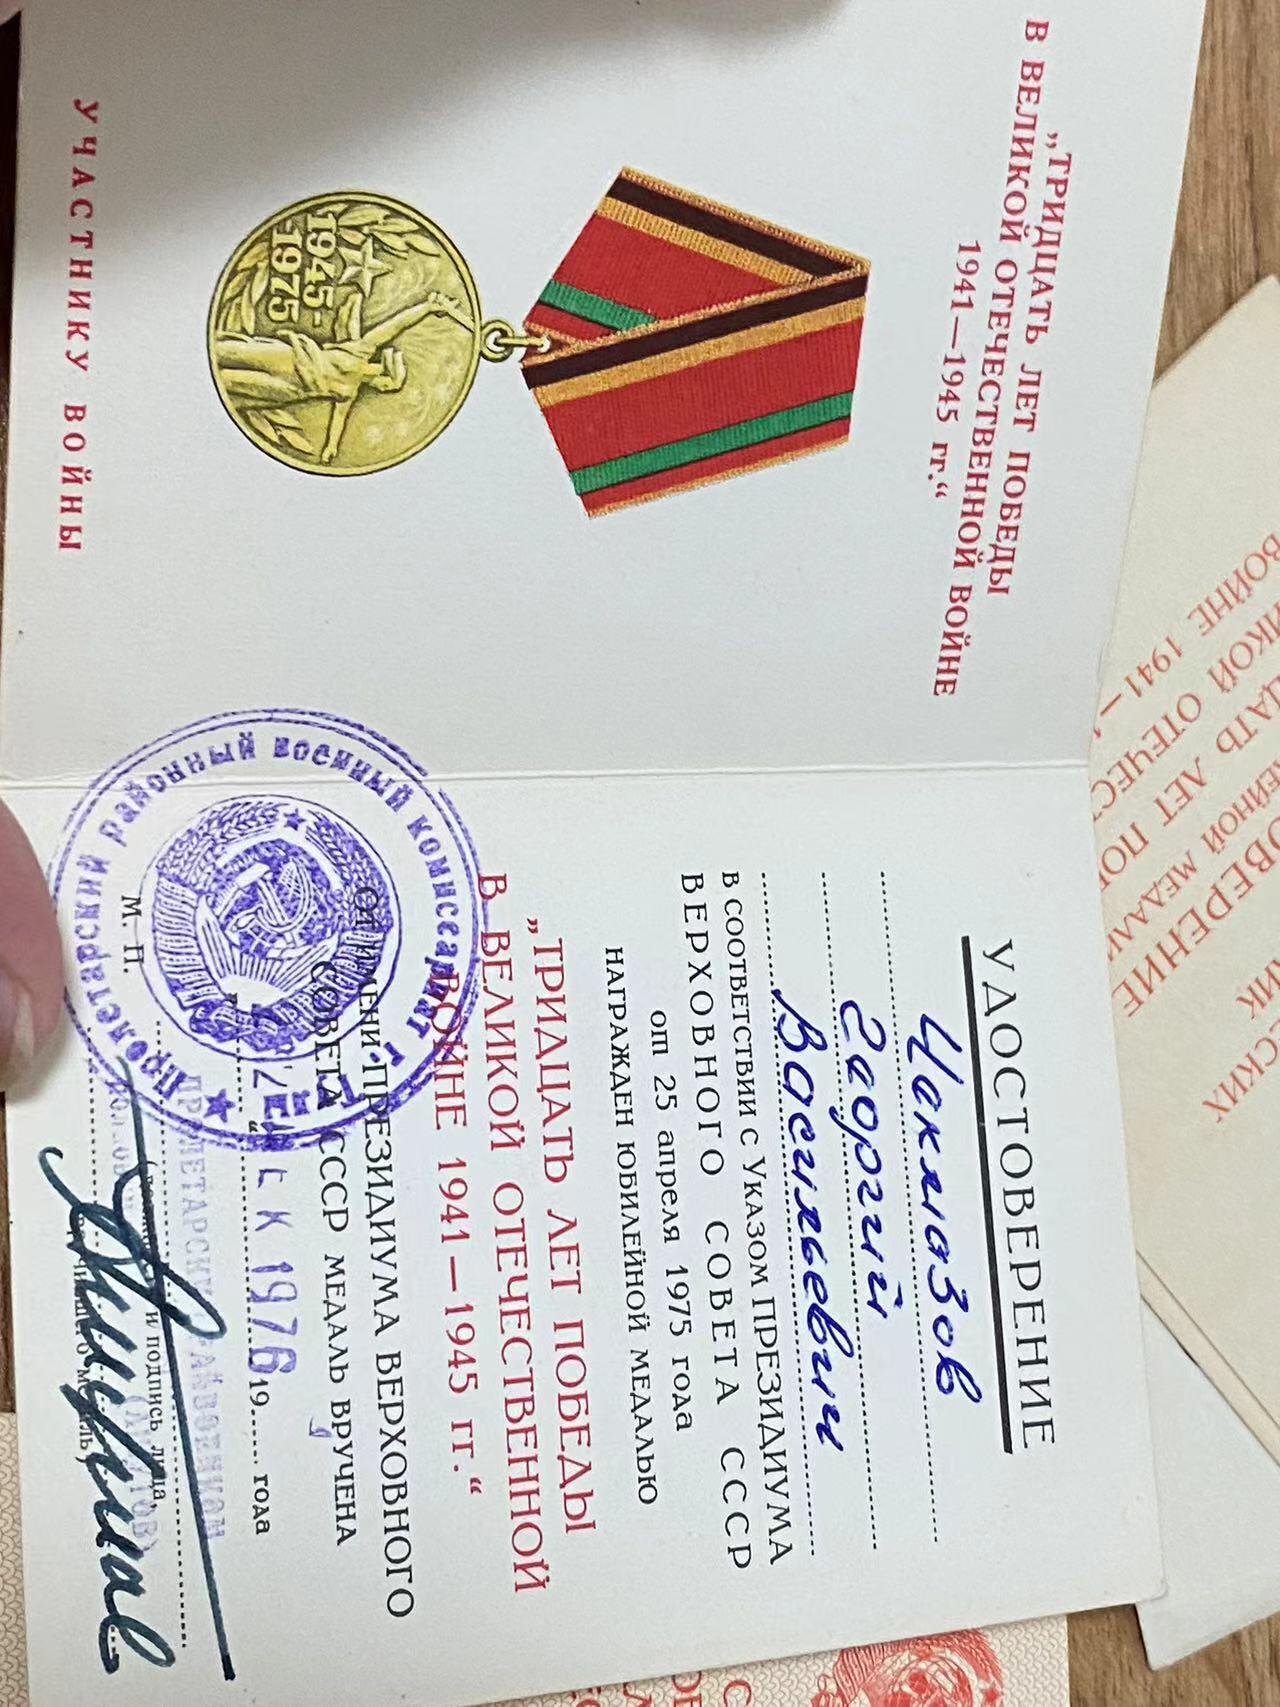 „ТРИДЦАТЬ ЛЕТ ПОБЕДЫ
В ВЕЛИКОЙ ОТЕЧЕСТВЕННОЙ ВОЙНЕ
1941—1945 гг.“
1945-
1975
УЧАСТНИКУ ВОЙНЫ
УДОСТОВЕРЕНИЕ
Чакмазов
Георгий
Васильевич
В СООТВЕТСТВИИ С УКАЗОМ ПРЕЗИДИУМА
ВЕРХОВНОГО СОВЕТА СССР
от 25 апреля 1975 года
НАГРАЖДЕН ЮБИЛЕЙНОЙ МЕДАЛЬЮ
„ТРИДЦАТЬ ЛЕТ ПОБЕДЫ
В ВЕЛИКОЙ ОТЕЧЕСТВЕННОЙ
ВОЙНЕ 1941—1945 гг.“
ОТ ИМЕНИ ПРЕЗИДИУМА ВЕРХОВНОГО
СОВЕТА СССР МЕДАЛЬ ВРУЧЕНА
1976 19 года
М. П.
и подпись лица,
Пролетарский районный военный комиссариат